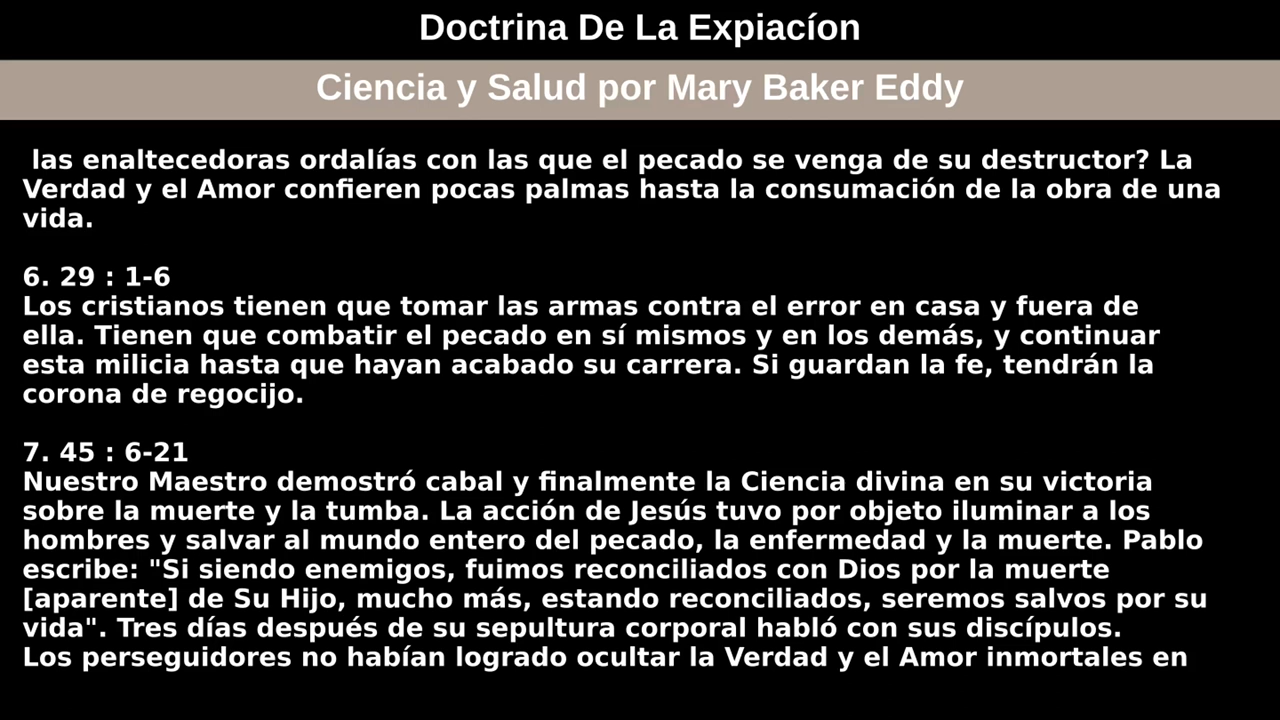 Doctrina De La Expiacíon
Ciencia y Salud por Mary Baker Eddy
las enaltecedoras ordalías con las que el pecado se venga de su destructor? La
Verdad y el Amor confieren pocas palmas hasta la consumación de la obra de una
vida.
6. 29 : 1-6
Los cristianos tienen que tomar las armas contra el error en casa y fuera de
ella. Tienen que combatir el pecado en sí mismos y en los demás, y continuar
esta milicia hasta que hayan acabado su carrera. Si guardan la fe, tendrán la
corona de regocijo.
7. 45 : 6-21
Nuestro Maestro demostró cabal y finalmente la Ciencia divina en su victoria
sobre la muerte y la tumba. La acción de Jesús tuvo por objeto iluminar a los
hombres y salvar al mundo entero del pecado, la enfermedad y la muerte. Pablo
escribe: "Si siendo enemigos, fuimos reconciliados con Dios por la muerte
[aparente] de Su Hijo, mucho más, estando reconciliados, seremos salvos por su
vida". Tres días después de su sepultura corporal habló con sus discípulos.
Los perseguidores no habían logrado ocultar la Verdad y el Amor inmortales en